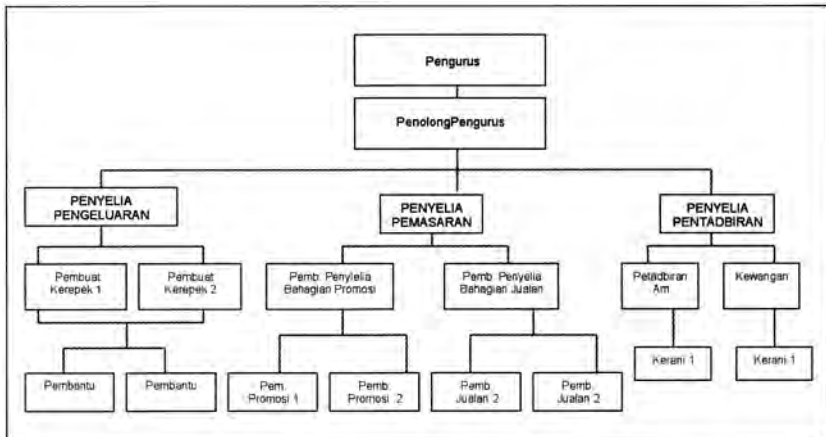 Pengurus
PenolongPengurus
PENYELIA
PENGELUARAN
PENYELIA
PEMASARAN
PENYELIA
PENTADBIRAN
Pembuat
Kerepek 1
Pembuat
Kerepek 2
Pemb. Penylelia
Bahagian Promosi
Pemb. Penyelia
Bahagian Jualan
Petadbiran
Am
Kewangan
Kerani 1
Kerani 1
Pembantu
Pembantu
Pem.
Promosi 1
Pemb.
Promosi 2
Pemb.
Jualan 2
Pemb.
Jualan 2